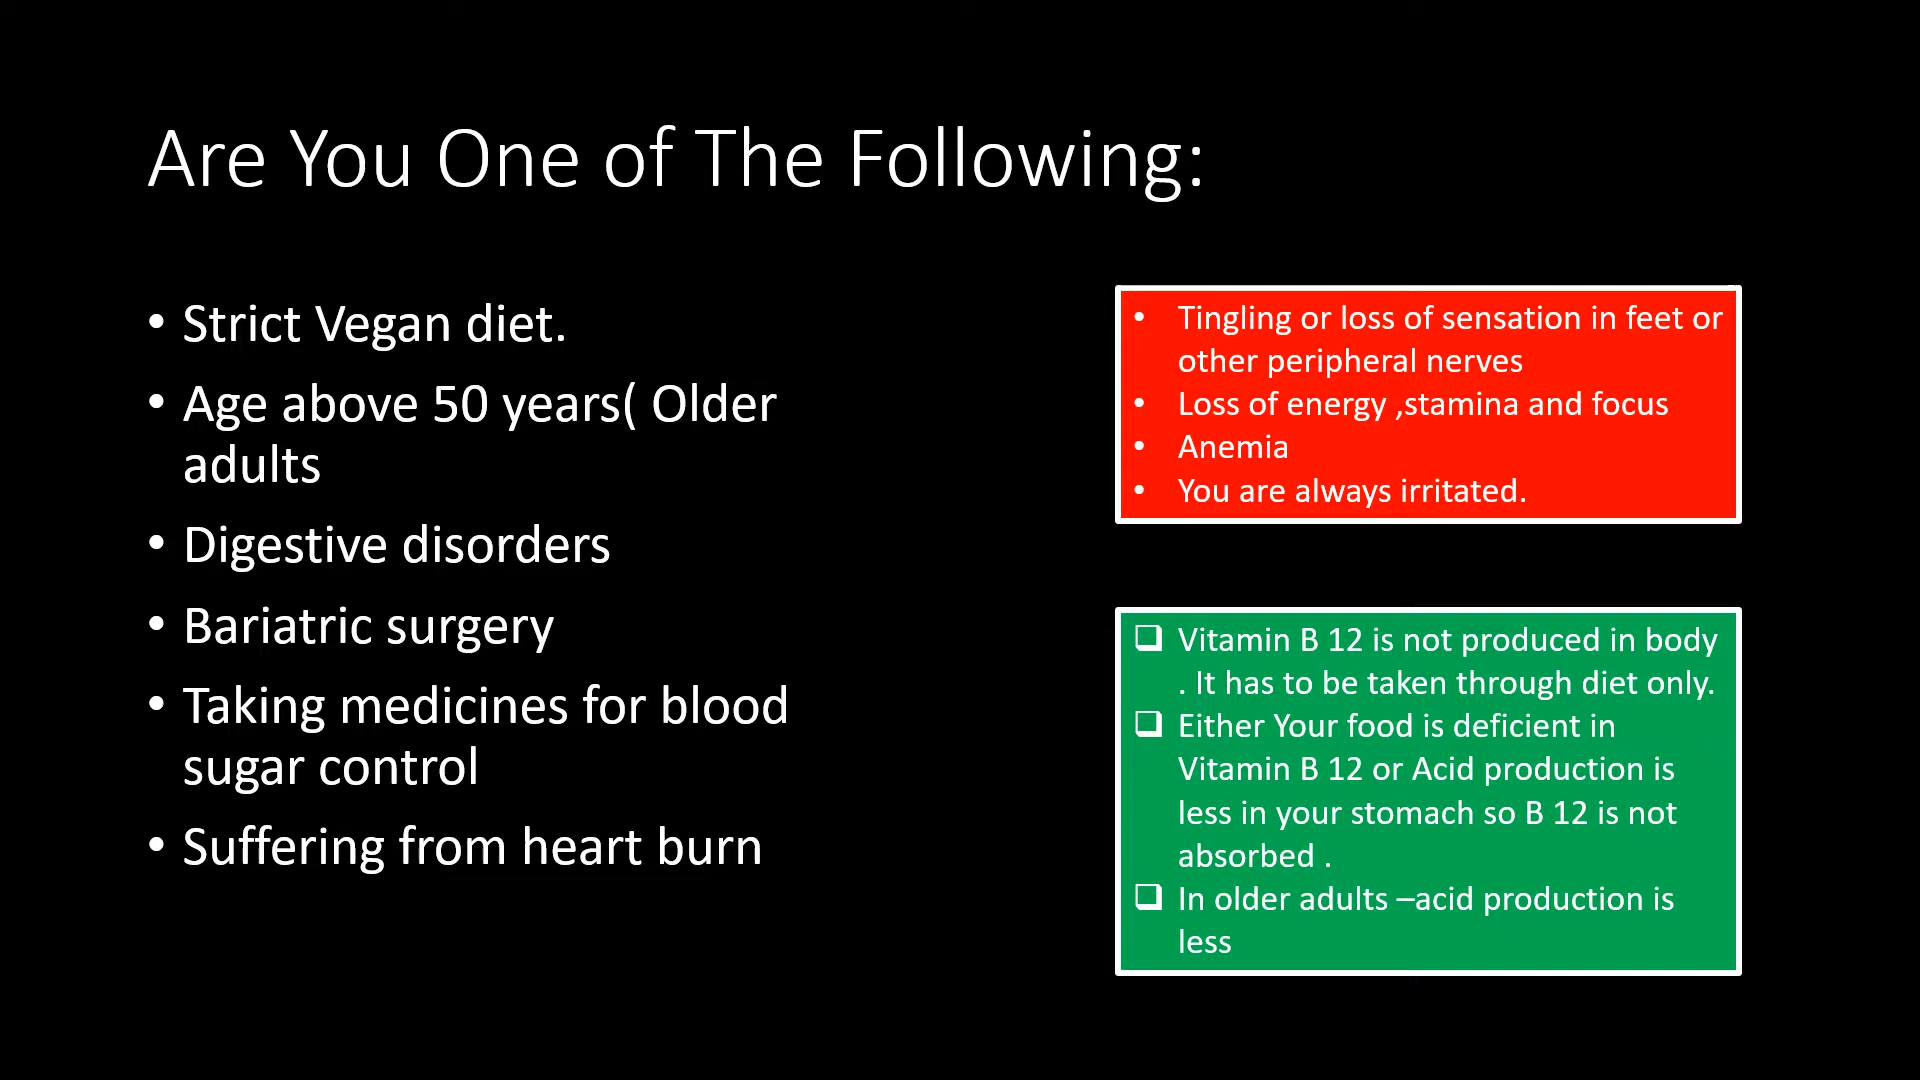 Are You One of The Following:
• Strict Vegan diet.
• Age above 50 years( Older
adults
• Digestive disorders
• Bariatric surgery
• Taking medicines for blood
sugar control
• Suffering from heart burn
• Tingling or loss of sensation in feet or
other peripheral nerves
• Loss of energy ,stamina and focus
• Anemia
• You are always irritated.
❑ Vitamin B 12 is not produced in body
. It has to be taken through diet only.
❑ Either Your food is deficient in
Vitamin B 12 or Acid production is
less in your stomach so B 12 is not
absorbed .
❑ In older adults –acid production is
less